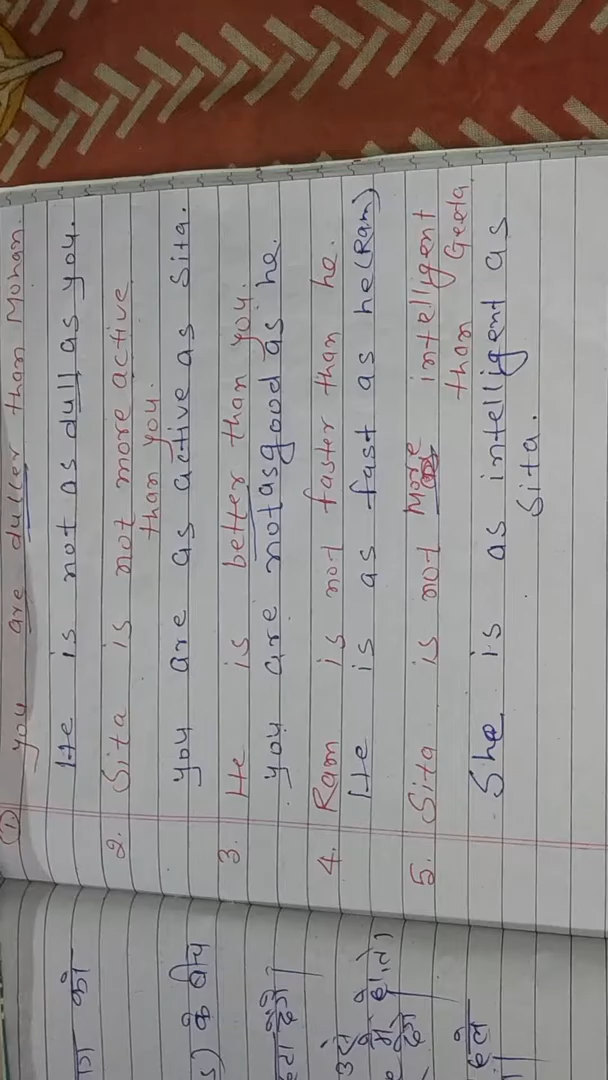 ① you are duller than Mohan.
He is not as dull as you.
2. Sita is not more active
than you.
you are as active as Sita.
3. He is better than you.
you are not as good as he.
4. Ram is not faster than he.
He is as fast as he (Ram)
5. Sita is not More intelligent
than Geeta
She is as intelligent as
Sita.
को
) के बीच
उसे